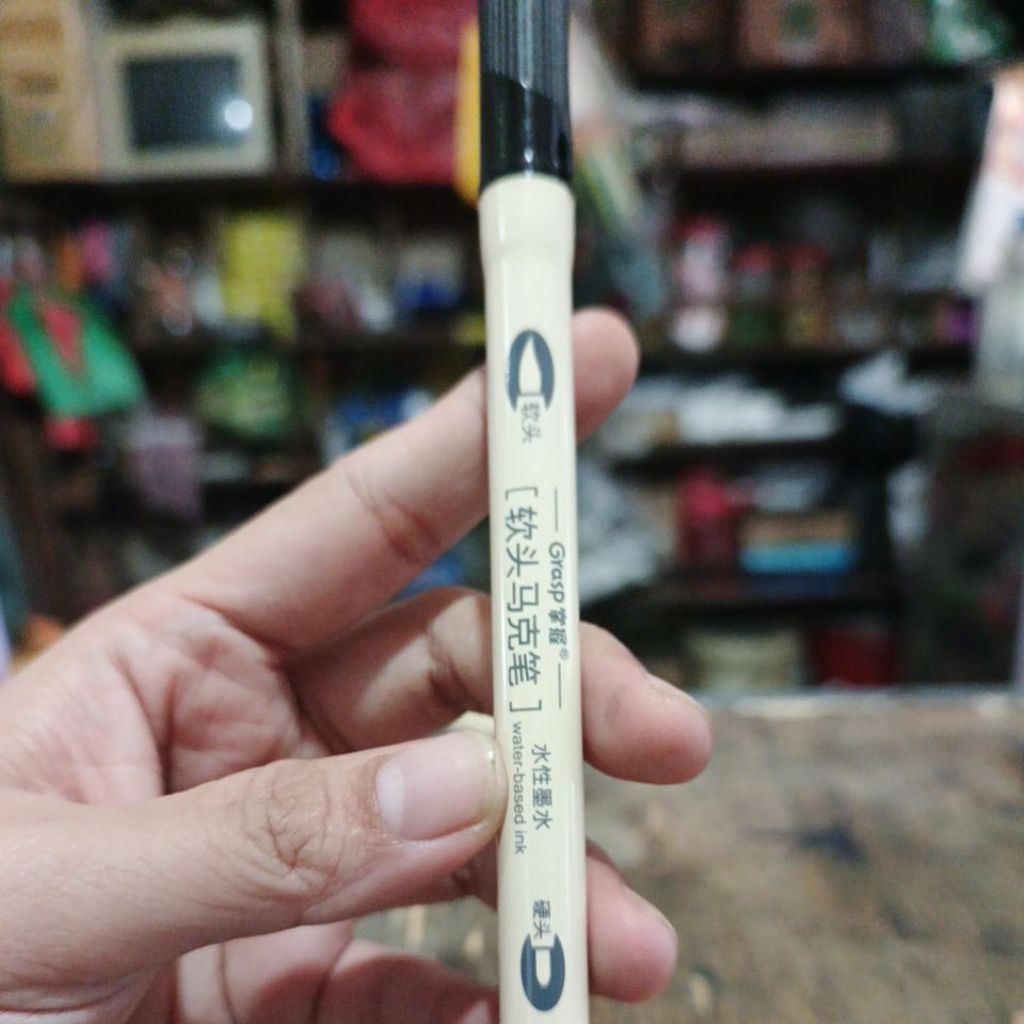 软头
Grasp 掌握®
[ 软头马克笔 ]
水性墨水
water-based ink
硬头